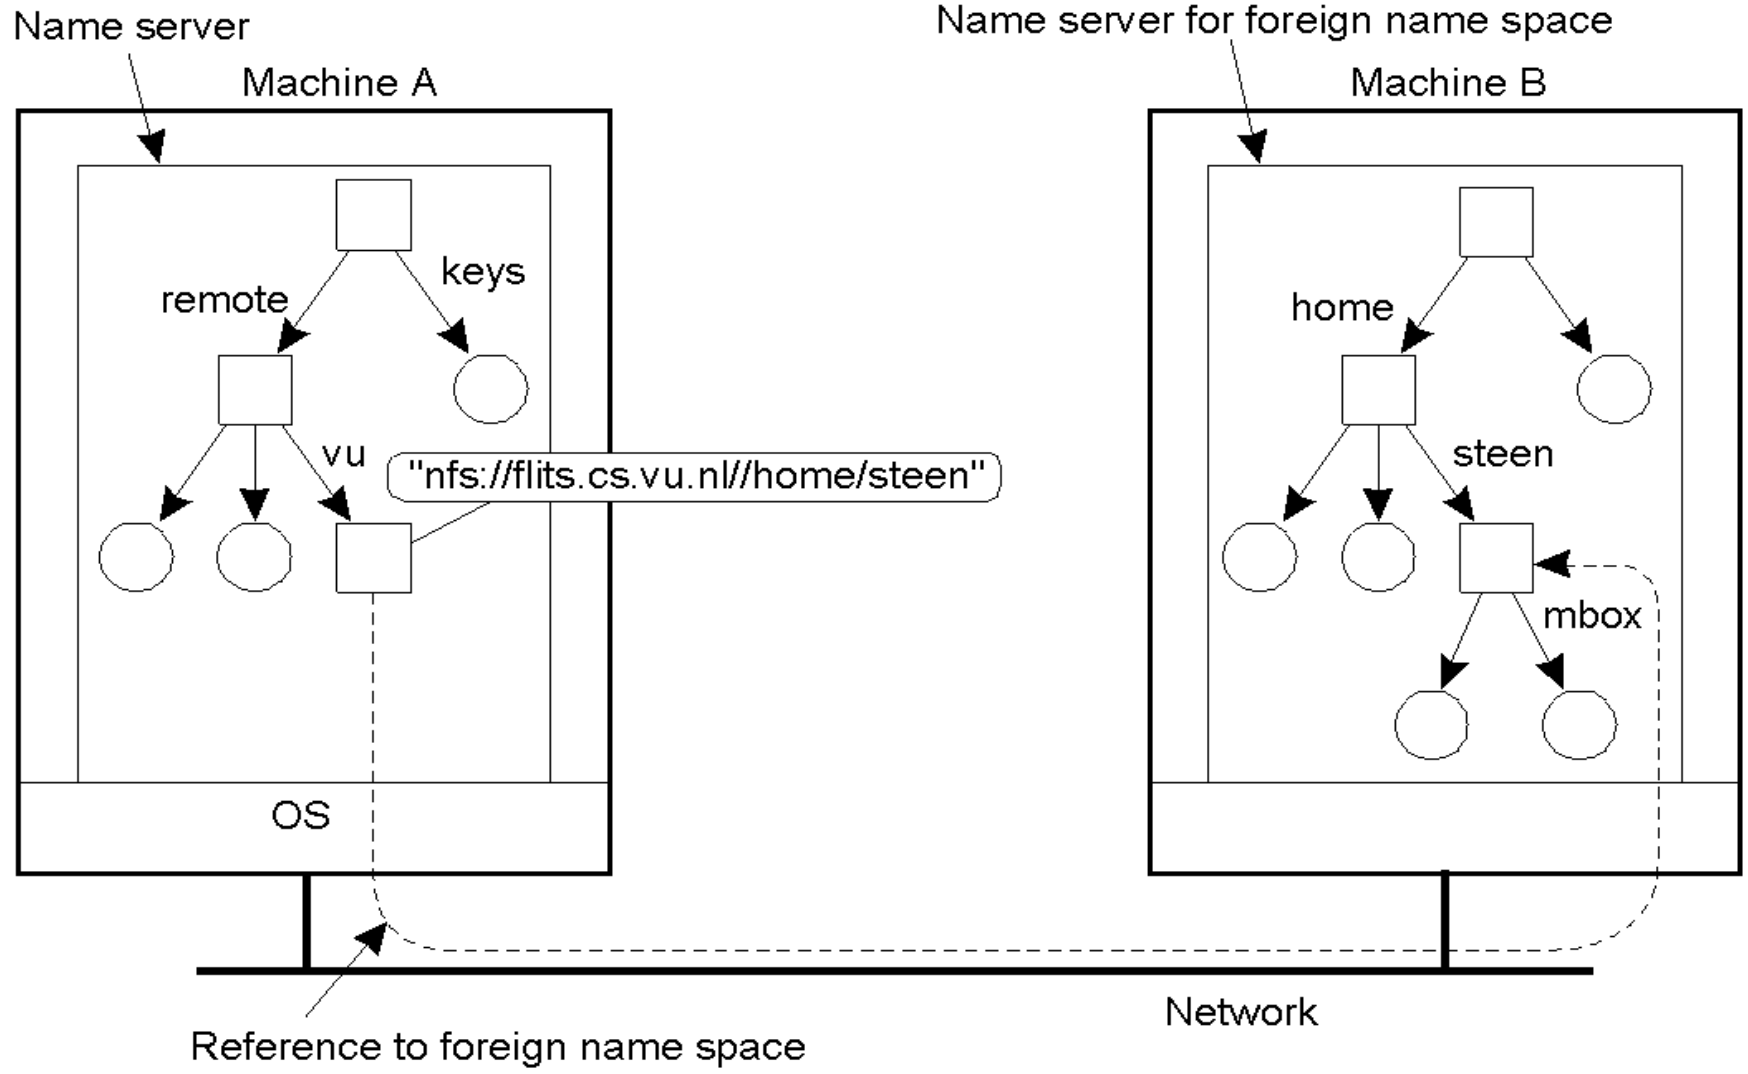 Name server
Name server for foreign name space
Machine A
Machine B
keys
remote
home
vu
steen
"nfs://flits.cs.vu.nl//home/steen"
mbox
OS
Network
Reference to foreign name space